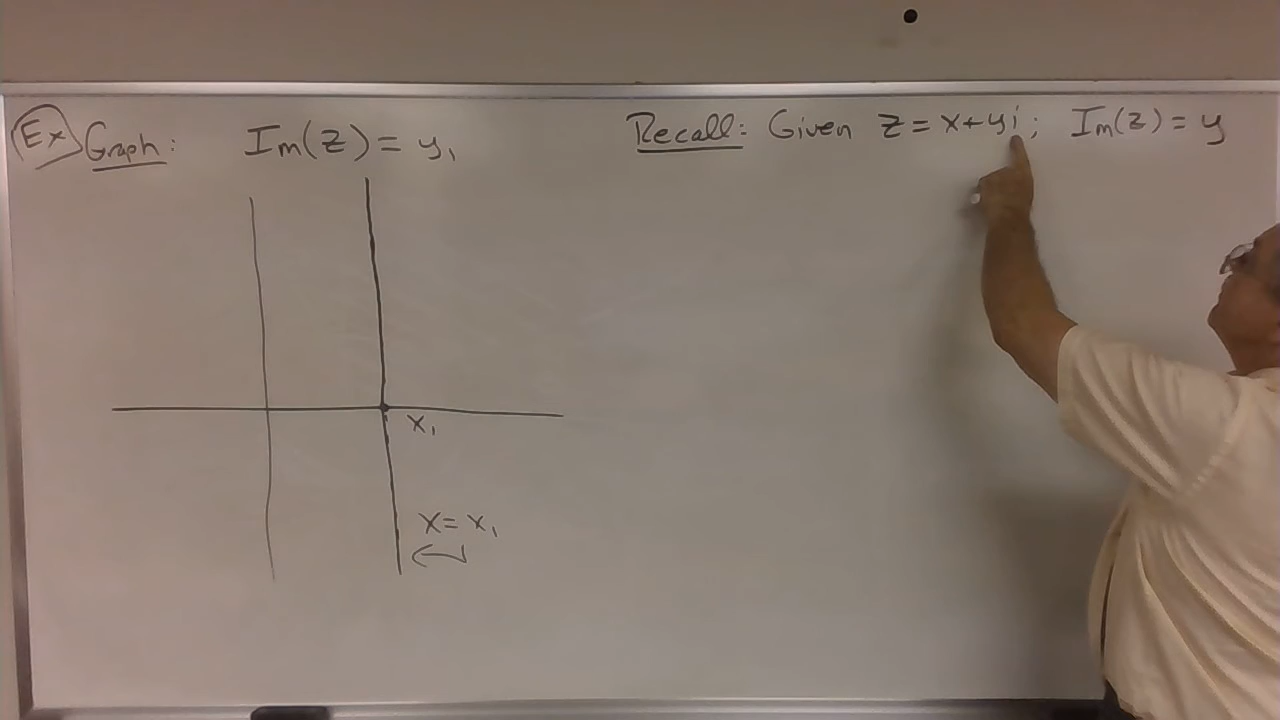 Ex Graph: Im(z) = y₁
Recall: Given z = x+yi; Im(z) = y
x₁
x = x₁